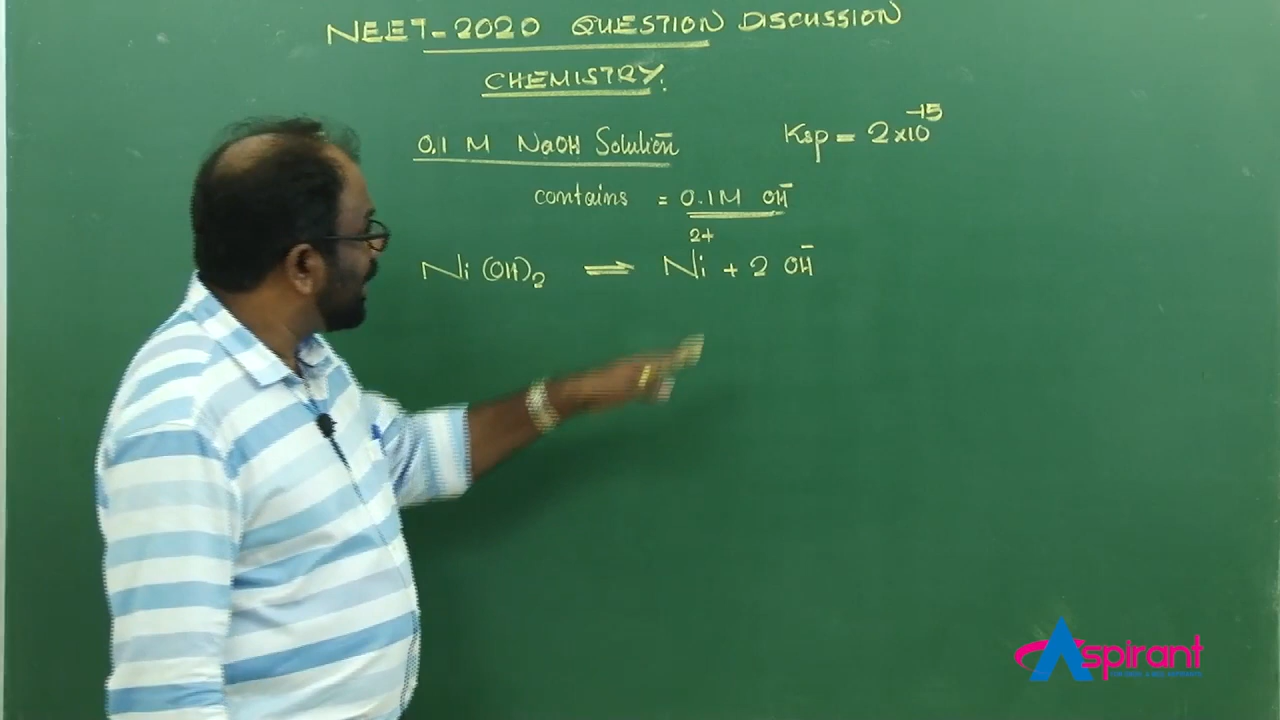 NEET-2020 QUESTION DISCUSSION
CHEMISTRY.
0.1 M NaOH Solution
Ksp = 2×10⁻¹⁵
contains = 0.1M OH⁻
Ni(OH)₂ ⇌ Ni²⁺ + 2 OH⁻
Aspirant